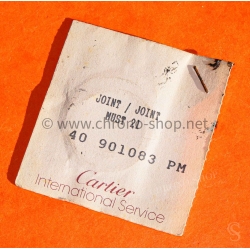 JOINT / JOINT
MUST 21
www.chrono-shop.net
40 901083 PM
Cartier
International Service